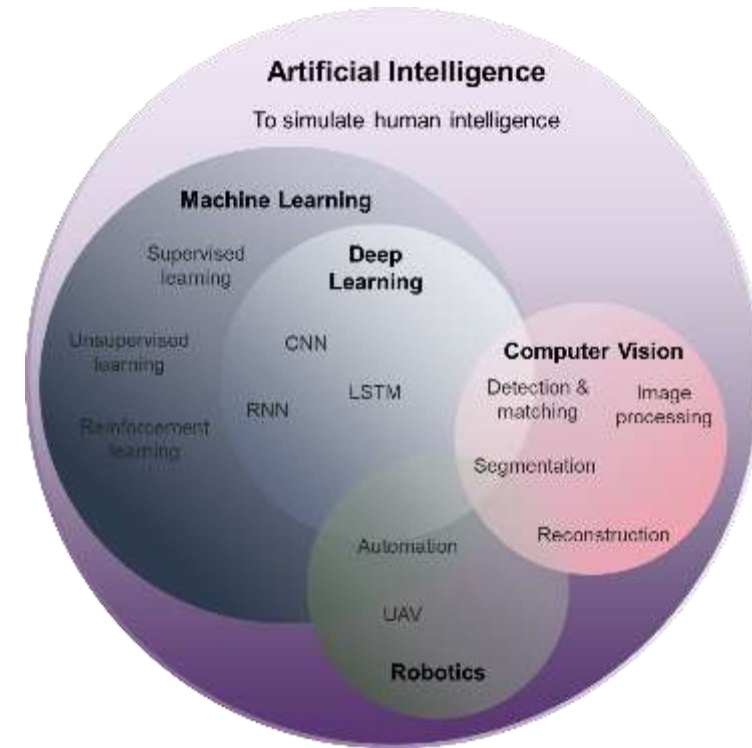 Artificial Intelligence
To simulate human intelligence
Machine Learning
Supervised
learning
Unsupervised
learning
Reinforcement
learning
Deep
Learning
CNN
LSTM
RNN
Computer Vision
Detection &
matching
Image
processing
Segmentation
Reconstruction
Automation
UAV
Robotics